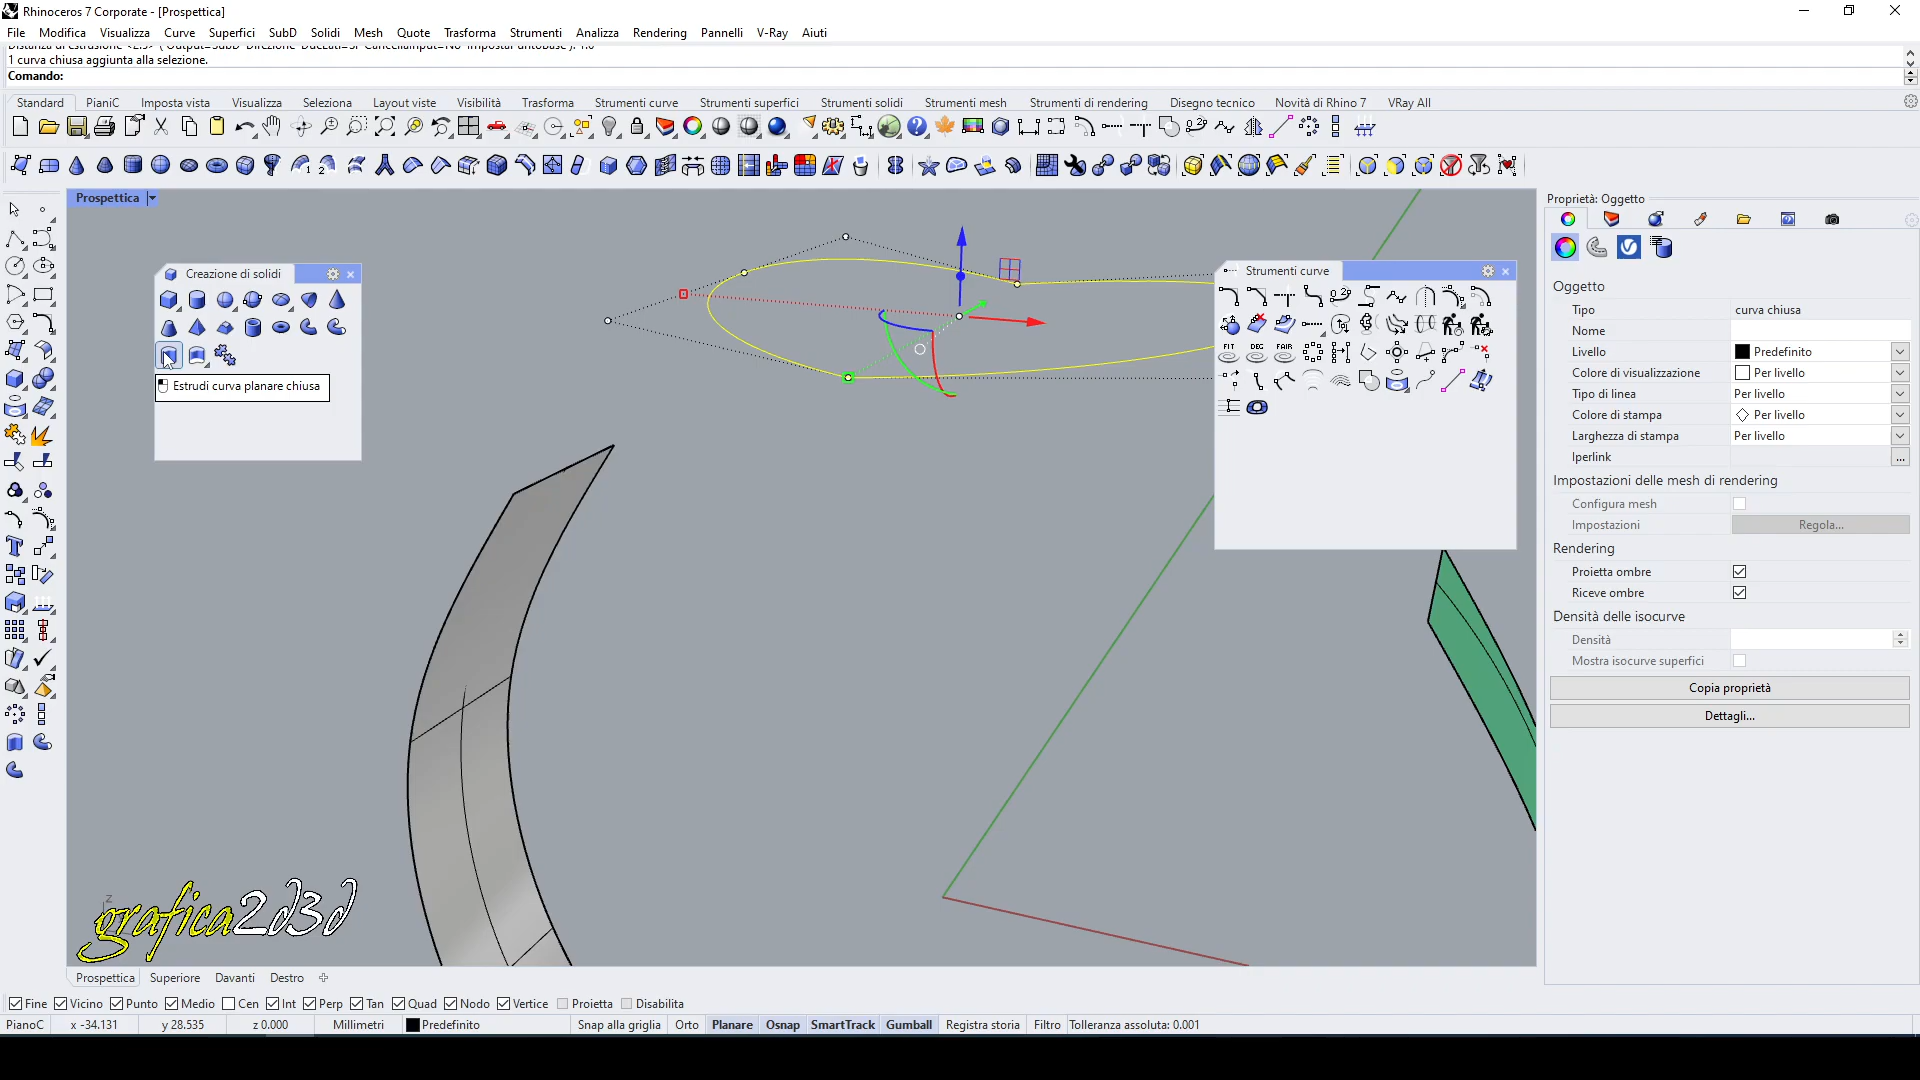 Rhinoceros 7 Corporate - [Prospettica]
File Modifica Visualizza Curve Superfici SubD Solidi Mesh Quote Trasforma Strumenti Analizza Rendering Pannelli V-Ray Aiuti
1 curva chiusa aggiunta alla selezione.
Comando:
Standard PianiC Imposta vista Visualizza Seleziona Layout viste Visibilità Trasforma Strumenti curve Strumenti superfici Strumenti solidi Strumenti mesh Strumenti di rendering Disegno tecnico Novità di Rhino 7 VRay All
Prospettica
Creazione di solidi
Estrudi curva planare chiusa
Strumenti curve
FIT DEG FAIR
Proprietà: Oggetto
Oggetto
Tipo curva chiusa
Nome
Livello Predefinito
Colore di visualizzazione Per livello
Tipo di linea Per livello
Colore di stampa Per livello
Larghezza di stampa Per livello
Iperlink ...
Impostazioni delle mesh di rendering
Configura mesh
Impostazioni Regola...
Rendering
Proietta ombre
Riceve ombre
Densità delle isocurve
Densità
Mostra isocurve superfici
Copia proprietà
Dettagli...
z
grafica2d3d
Prospettica Superiore Davanti Destro
Fine Vicino Punto Medio Cen Int Perp Tan Quad Nodo Vertice Proietta Disabilita
PianoC x -34.131 y 28.535 z 0.000 Millimetri Predefinito Snap alla griglia Orto Planare Osnap SmartTrack Gumball Registra storia Filtro Tolleranza assoluta: 0.001